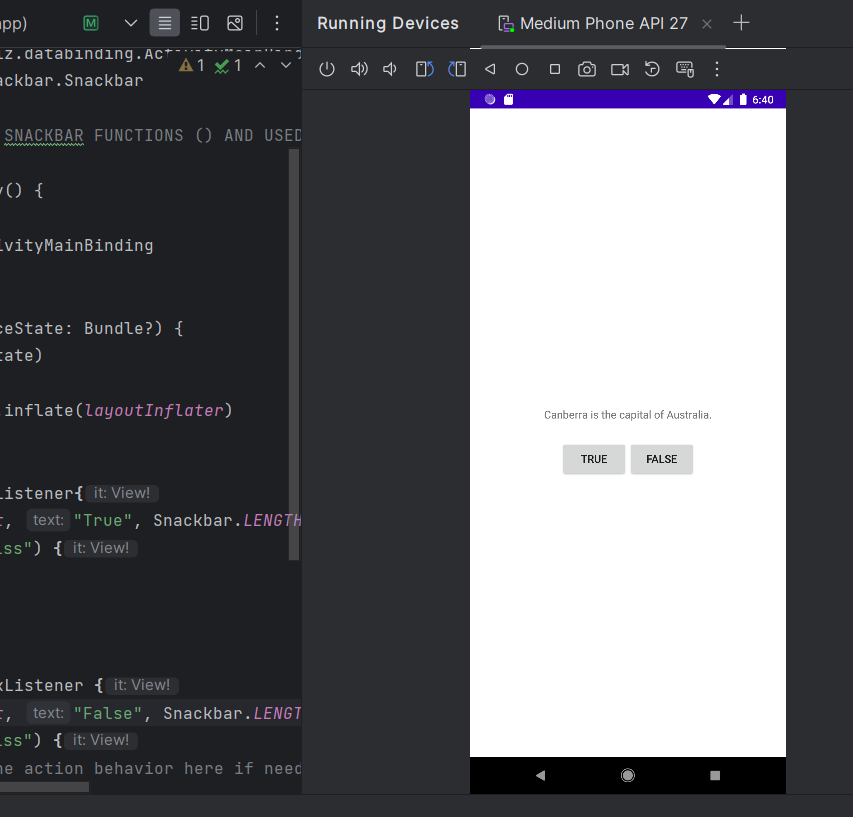 pp)
Running Devices
Medium Phone API 27
iz.databinding.ActivityMainBinding
1 1
ackbar.Snackbar
6:40
SNACKBAR FUNCTIONS () AND USED
y() {
ivityMainBinding
ceState: Bundle?) {
tate)
.inflate(layoutInflater)
Canberra is the capital of Australia.
TRUE FALSE
Listener{ it: View!
t, text: "True", Snackbar.LENGTH
iss") { it: View!
kListener { it: View!
t, text: "False", Snackbar.LENGT
iss") { it: View!
ne action behavior here if need